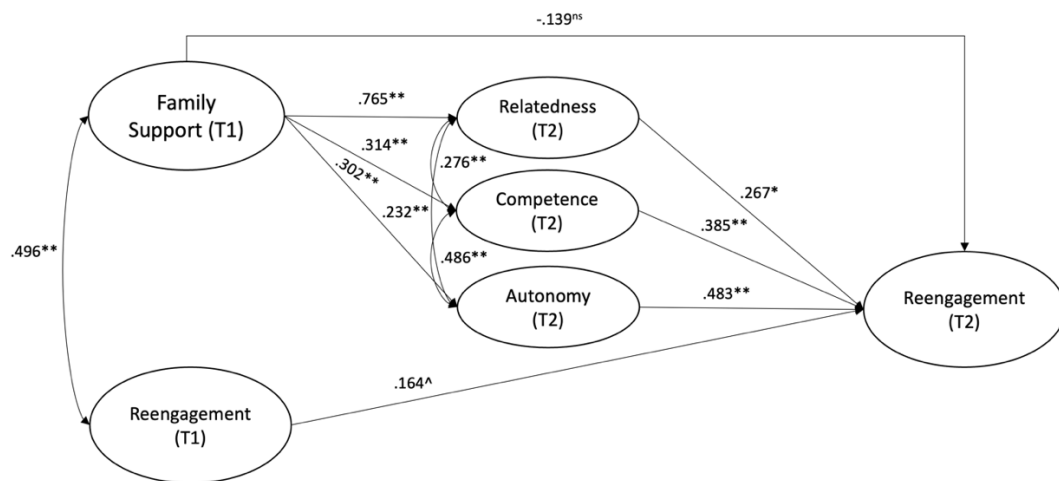 -.139ns
Family
Support (T1)
.765**
Relatedness
(T2)
.314**
.302**
.276**
.267*
Competence
(T2)
.232**
.385**
.496**
.486**
Autonomy
(T2)
.483**
Reengagement
(T2)
.164^
Reengagement
(T1)